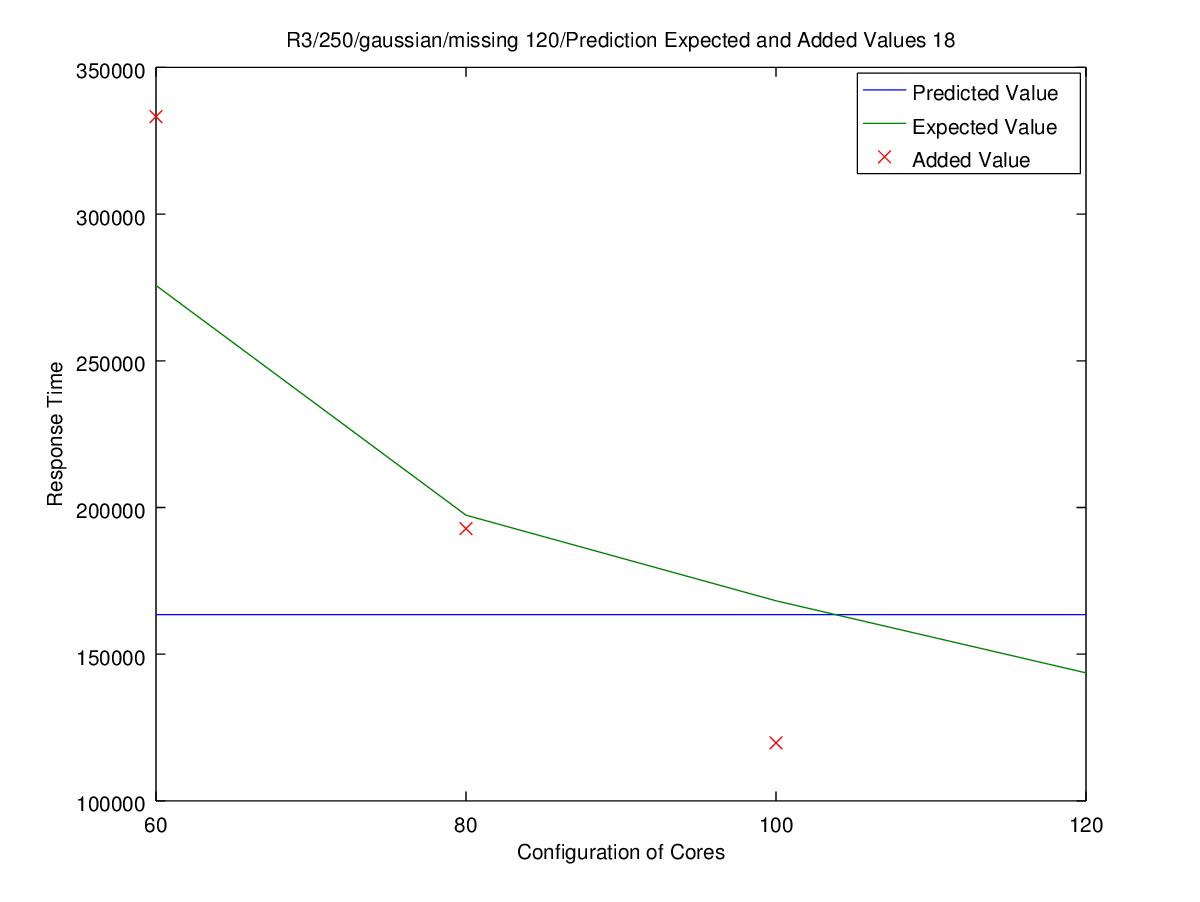 R3/250/gaussian/missing 120/Prediction Expected and Added Values 18
350000
300000
250000
200000
150000
100000
Response Time
Predicted Value
Expected Value
Added Value
60 80 100 120
Configuration of Cores